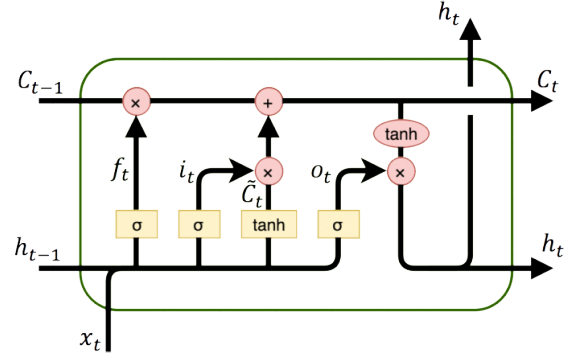 h_t
C_{t-1} × + C_t
tanh
f_t i_t × o_t ×
C̃_t
σ σ tanh σ
h_{t-1} h_t
x_t